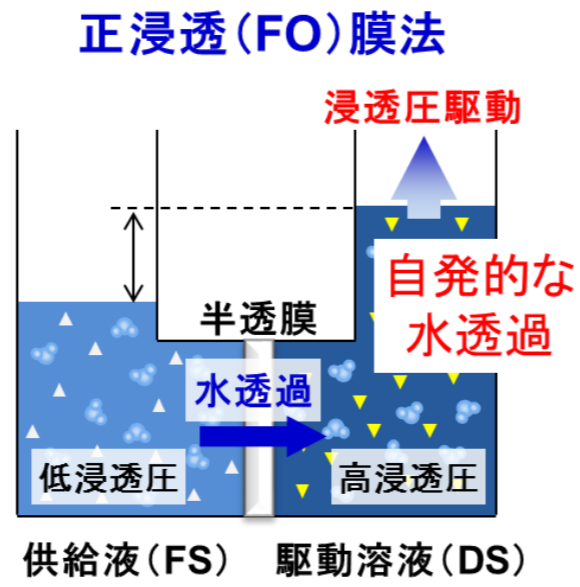 正浸透(FO)膜法
浸透圧駆動
自発的な
水透過
半透膜
水透過
低浸透圧
高浸透圧
供給液(FS)
駆動溶液(DS)